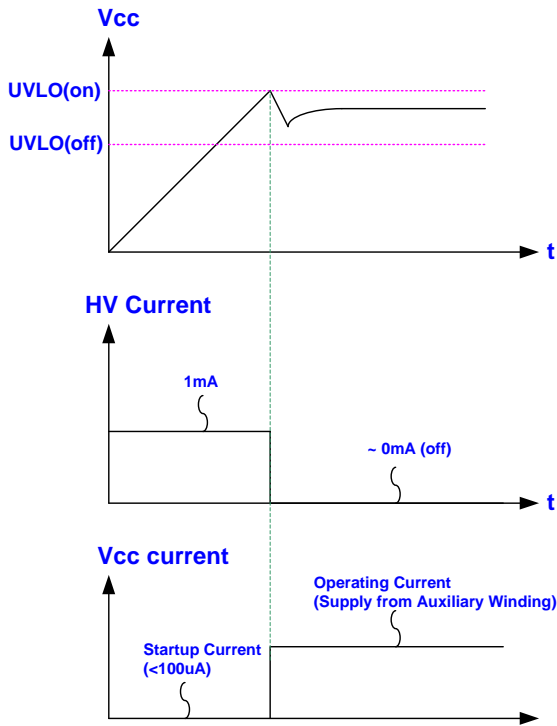 Vcc
UVLO(on)
UVLO(off)
t
HV Current
1mA
~ 0mA (off)
t
Vcc current
Operating Current
(Supply from Auxiliary Winding)
Startup Current
(<100uA)